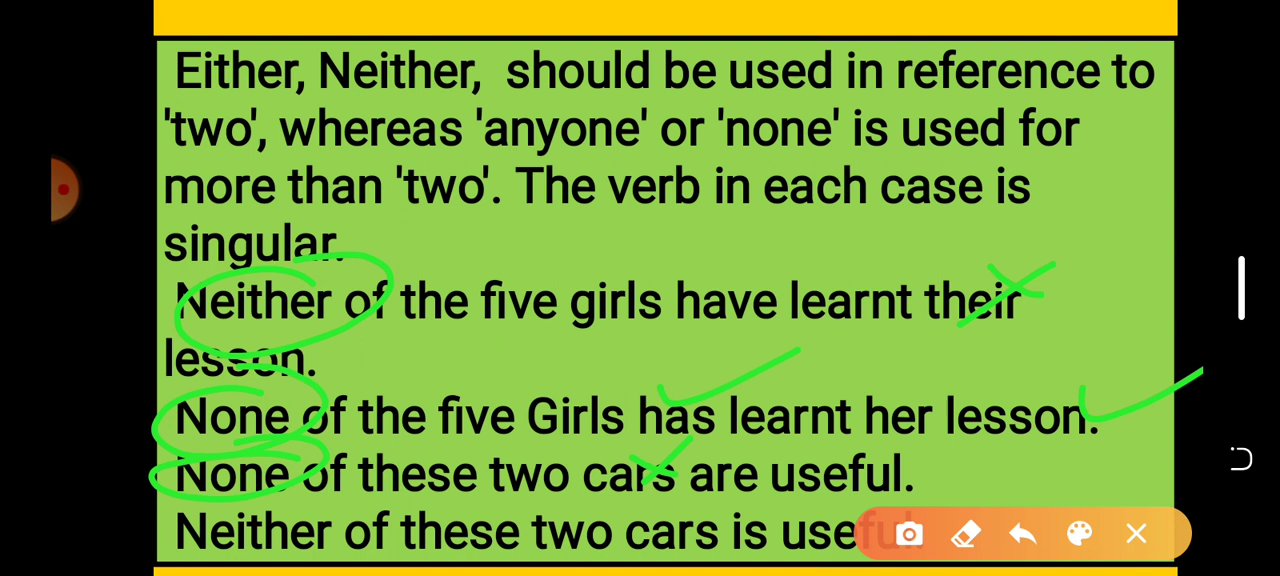 Either, Neither, should be used in reference to
'two', whereas 'anyone' or 'none' is used for
more than 'two'. The verb in each case is
singular.
Neither of the five girls have learnt their
lesson.
None of the five Girls has learnt her lesson.
None of these two cars are useful.
Neither of these two cars is useful.